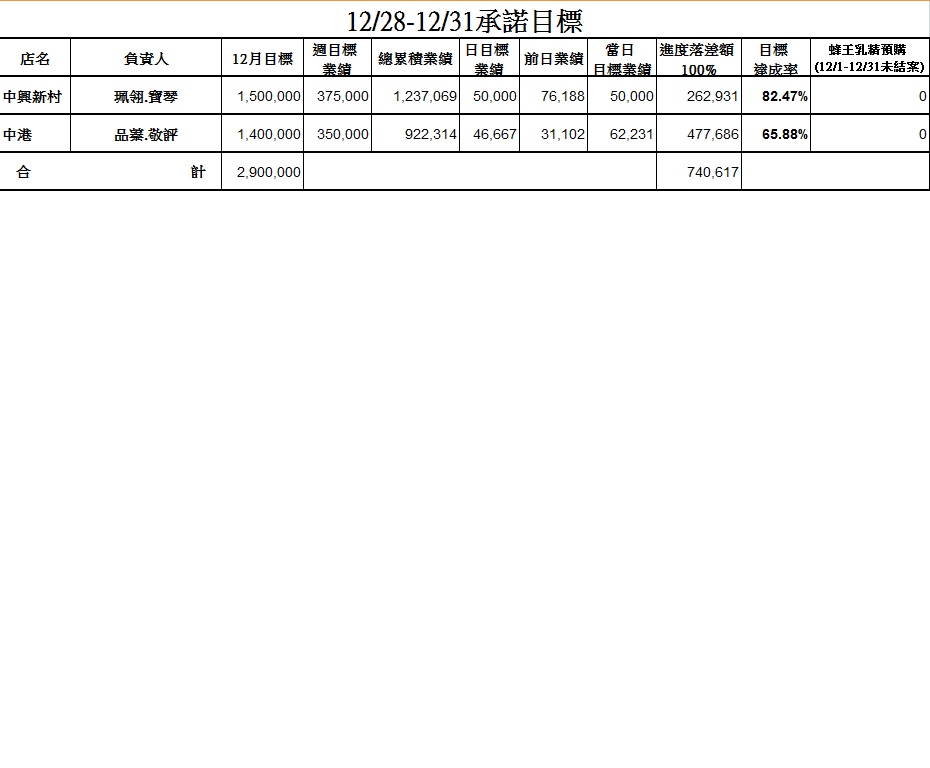 12/28-12/31承諾目標
店名 負責人 12月目標 週目標業績 總累積業績 日目標業績 前日業績 當日目標業績 進度落差額100% 目標達成率 蜂王乳精預購(12/1-12/31未結案)
中興新村 珮翎.寶琴 1,500,000 375,000 1,237,069 50,000 76,188 50,000 262,931 82.47% 0
中港 品蓁.敬評 1,400,000 350,000 922,314 46,667 31,102 62,231 477,686 65.88% 0
合 計 2,900,000 740,617